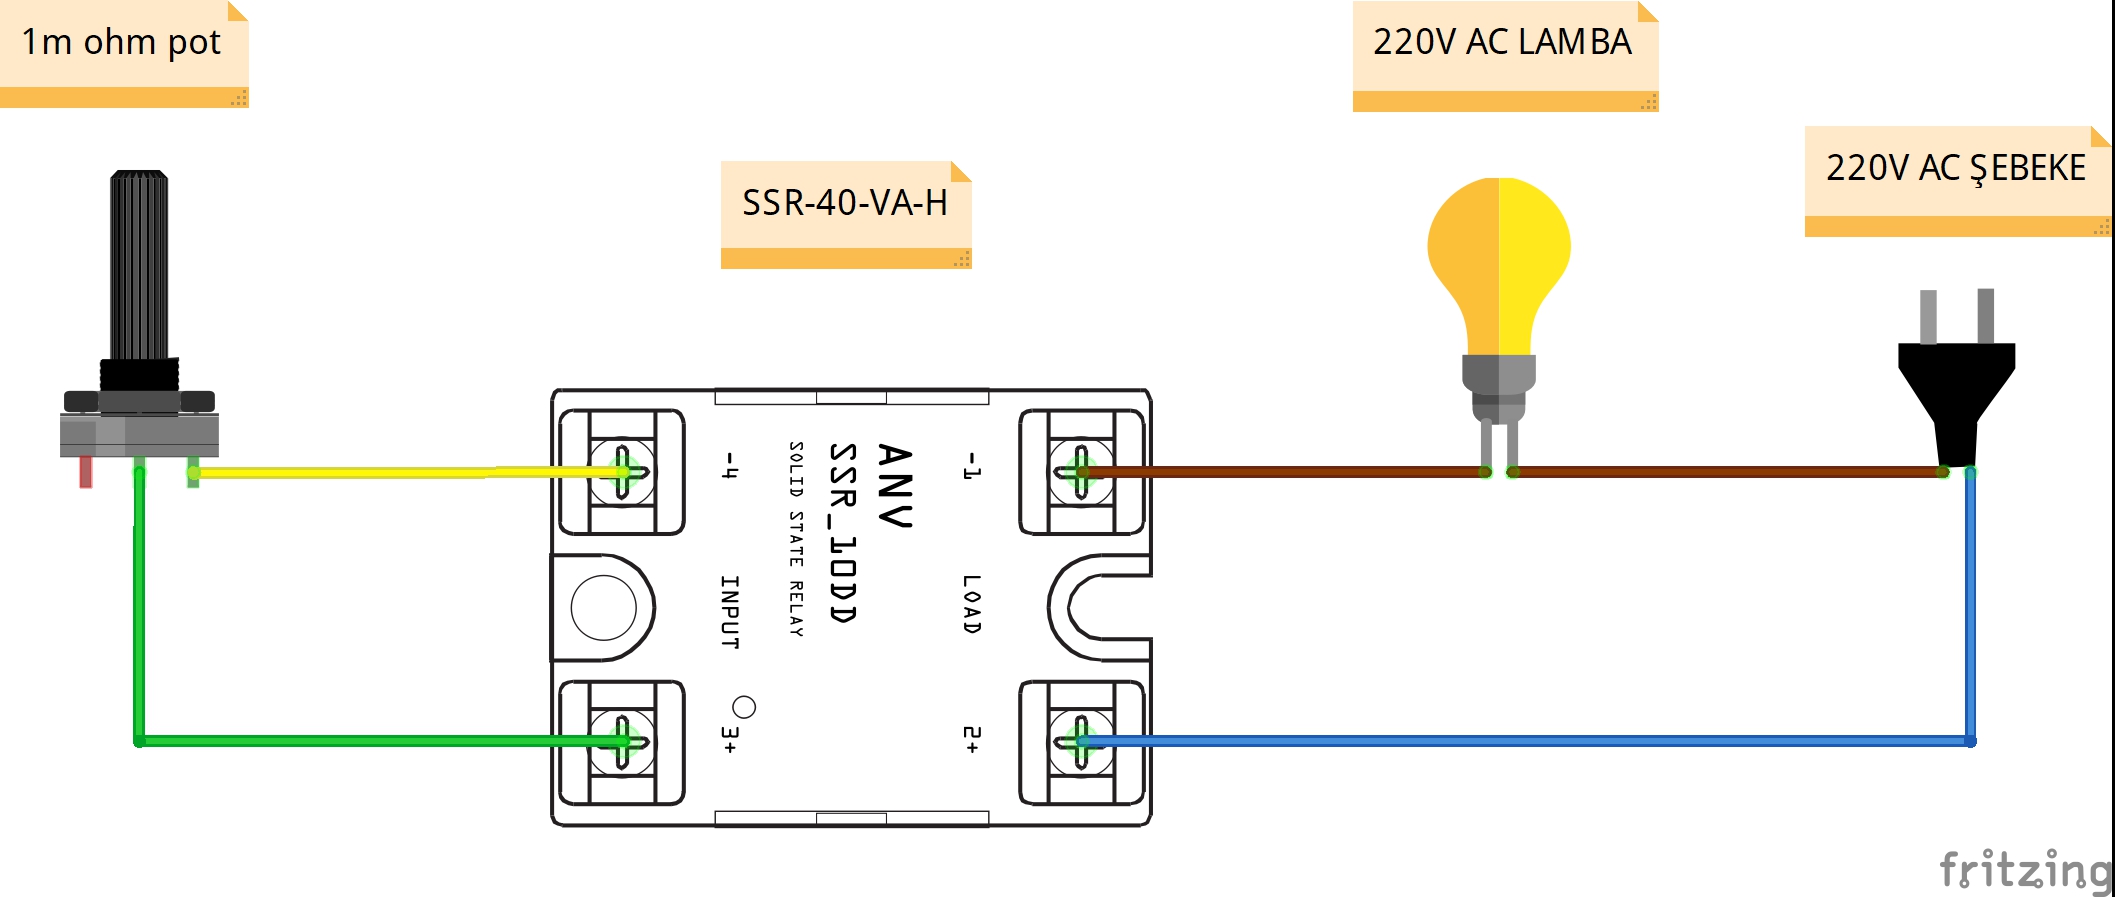 1m ohm pot
220V AC LAMBA
220V AC ŞEBEKE
SSR-40-VA-H
-4
INPUT
3+
SOLID STATE RELAY
SSR_10DD
ANV
-1
LOAD
2+
fritzing